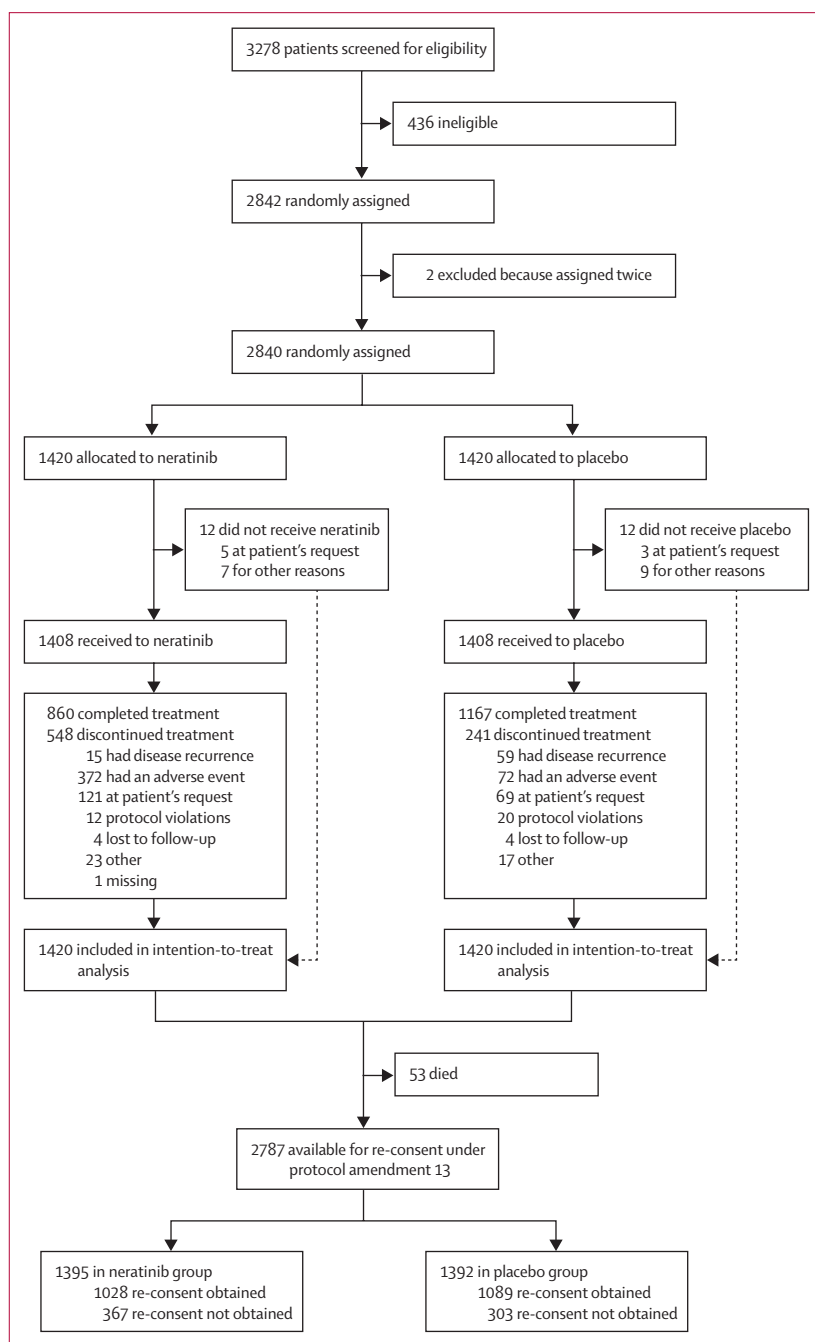 3278 patients screened for eligibility
436 ineligible
2842 randomly assigned
2 excluded because assigned twice
2840 randomly assigned
1420 allocated to neratinib
12 did not receive neratinib
5 at patient's request
7 for other reasons
1408 received to neratinib
860 completed treatment
548 discontinued treatment
15 had disease recurrence
372 had an adverse event
121 at patient's request
12 protocol violations
4 lost to follow-up
23 other
1 missing
1420 included in intention-to-treat
analysis
1420 allocated to placebo
12 did not receive placebo
3 at patient's request
9 for other reasons
1408 received to placebo
1167 completed treatment
241 discontinued treatment
59 had disease recurrence
72 had an adverse event
69 at patient's request
20 protocol violations
4 lost to follow-up
17 other
1420 included in intention-to-treat
analysis
53 died
2787 available for re-consent under
protocol amendment 13
1395 in neratinib group
1028 re-consent obtained
367 re-consent not obtained
1392 in placebo group
1089 re-consent obtained
303 re-consent not obtained